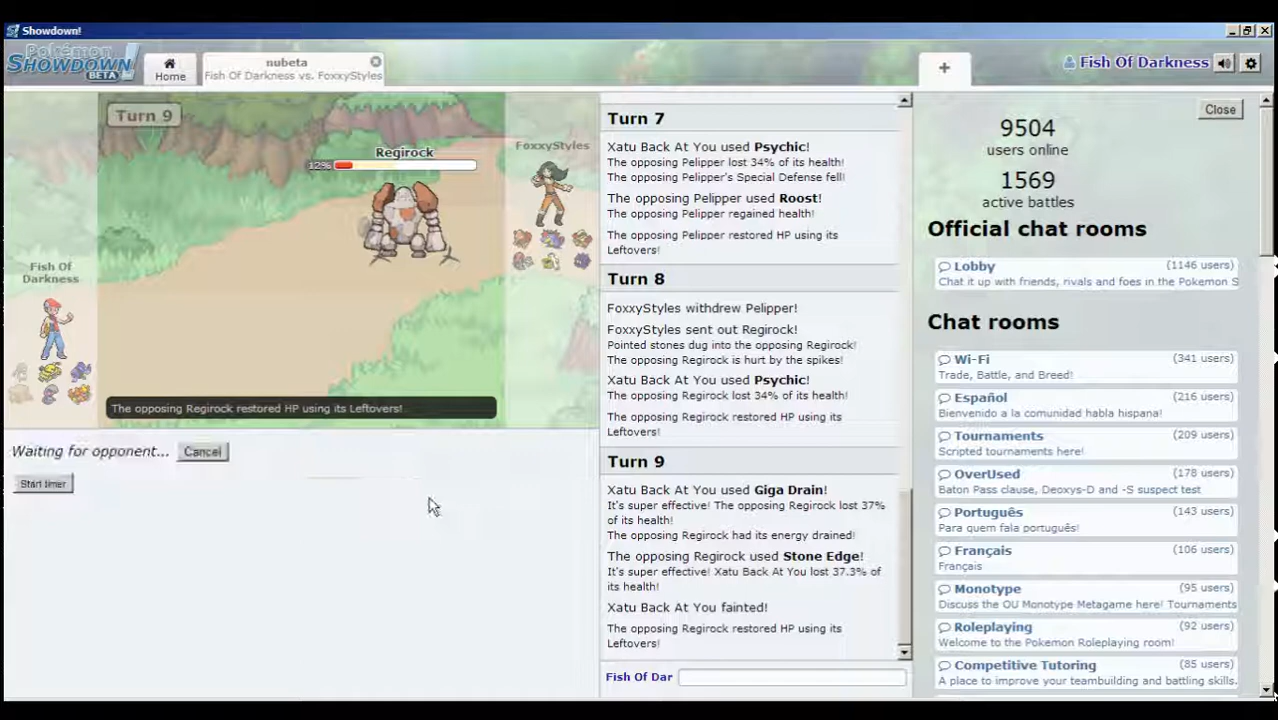 Showdown!
Pokémon
SHOWDOWN!
BETA
Home
nubeta
Fish Of Darkness vs. FoxxyStyles
+
Fish Of Darkness
Turn 9
Regirock
12%
FoxxyStyles
Fish Of
Darkness
The opposing Regirock restored HP using its Leftovers!
Waiting for opponent...
Cancel
Start timer
Turn 7
Xatu Back At You used Psychic!
The opposing Pelipper lost 34% of its health!
The opposing Pelipper's Special Defense fell!
The opposing Pelipper used Roost!
The opposing Pelipper regained health!
The opposing Pelipper restored HP using its
Leftovers!
Turn 8
FoxxyStyles withdrew Pelipper!
FoxxyStyles sent out Regirock!
Pointed stones dug into the opposing Regirock!
The opposing Regirock is hurt by the spikes!
Xatu Back At You used Psychic!
The opposing Regirock lost 34% of its health!
The opposing Regirock restored HP using its
Leftovers!
Turn 9
Xatu Back At You used Giga Drain!
It's super effective! The opposing Regirock lost 37%
of its health!
The opposing Regirock had its energy drained!
The opposing Regirock used Stone Edge!
It's super effective! Xatu Back At You lost 37.3% of
its health!
Xatu Back At You fainted!
The opposing Regirock restored HP using its
Leftovers!
Fish Of Dar
Close
9504
users online
1569
active battles
Official chat rooms
Lobby (1146 users)
Chat it up with friends, rivals and foes in the Pokemon S
Chat rooms
Wi-Fi (341 users)
Trade, Battle, and Breed!
Español (216 users)
Bienvenido a la comunidad habla hispana!
Tournaments (209 users)
Scripted tournaments here!
OverUsed (178 users)
Baton Pass clause, Deoxys-D and -S suspect test
Português (143 users)
Para quem fala português!
Français (106 users)
Français
Monotype (95 users)
Discuss the OU Monotype Metagame here! Tournaments
Roleplaying (92 users)
Welcome to the Pokemon Roleplaying room!
Competitive Tutoring (85 users)
A place to improve your teambuilding and battling skills.